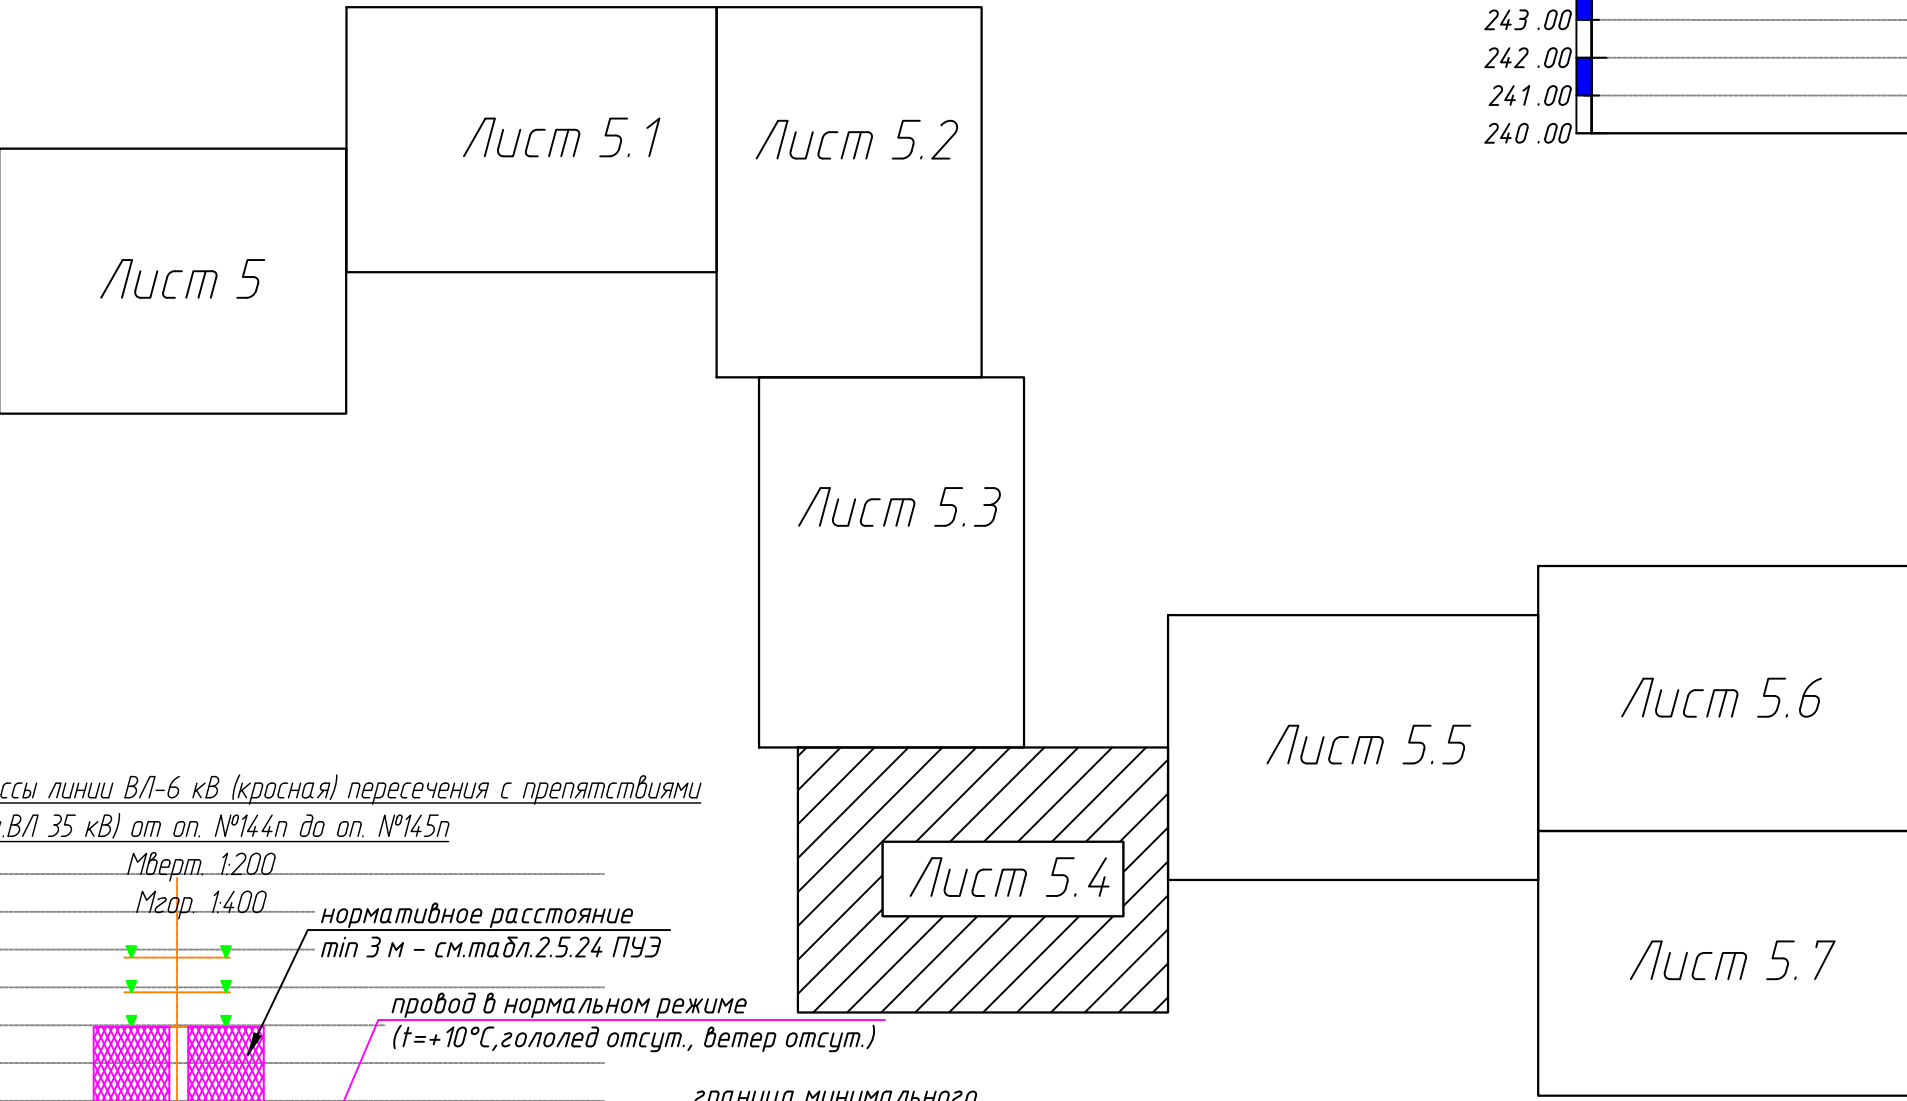 243 .00
242 .00
241 .00
240 .00
Лист 5.1
Лист 5.2
Лист 5
Лист 5.3
Лист 5.6
Лист 5.5
Лист 5.4
Лист 5.7
линии ВЛ-6 кВ (кросная) пересечения с препятствиями
ВЛ 35 кВ) от оп. №144п до оп. №145п
Мверт. 1:200
Мгор. 1:400
нормативное расстояние
min 3 м - см.табл.2.5.24 ПУЭ
провод в нормальном режиме
(t=+10°С,гололед отсут., ветер отсут.)
граница минимального